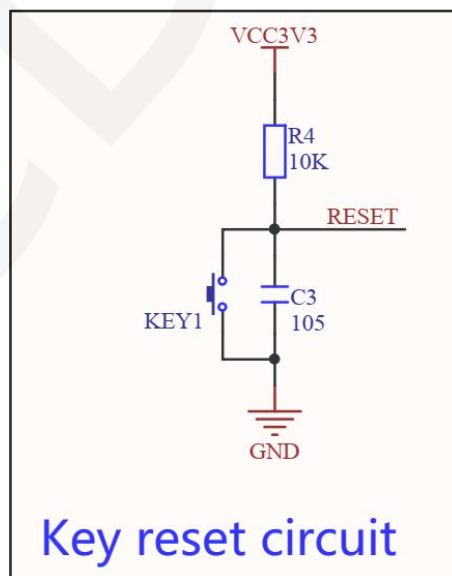 VCC3V3
R4
10K
RESET
KEY1
C3
105
GND
Key reset circuit